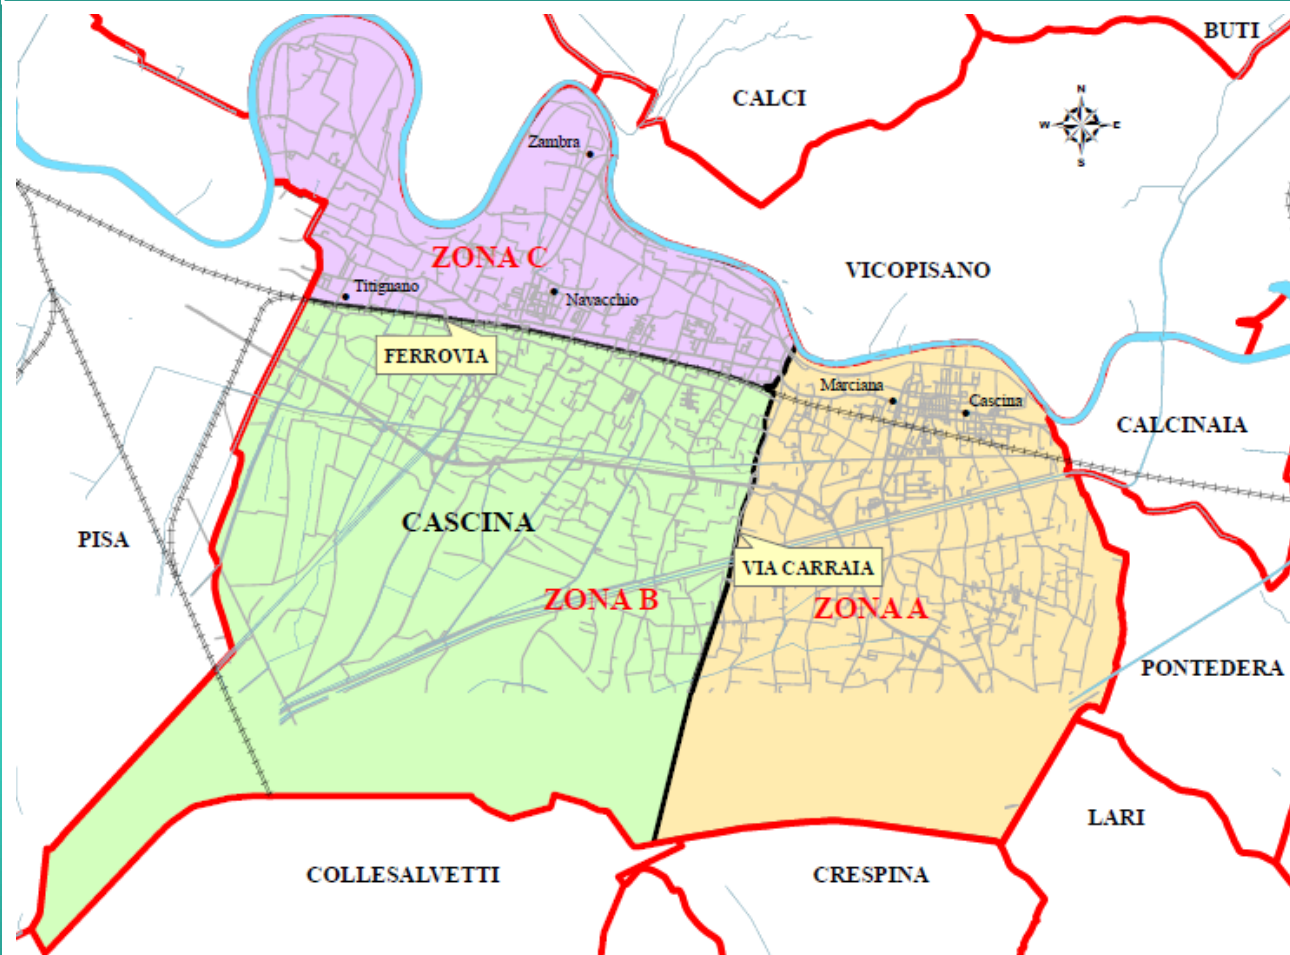 BUTI
CALCI
N
W E
S
Zambra
ZONA C
VICOPISANO
Titignano
Navacchio
FERROVIA
Marciana
Cascina
CALCINAIA
CASCINA
PISA
VIA CARRAIA
ZONA B
ZONA A
PONTEDERA
LARI
COLLESALVETTI
CRESPINA